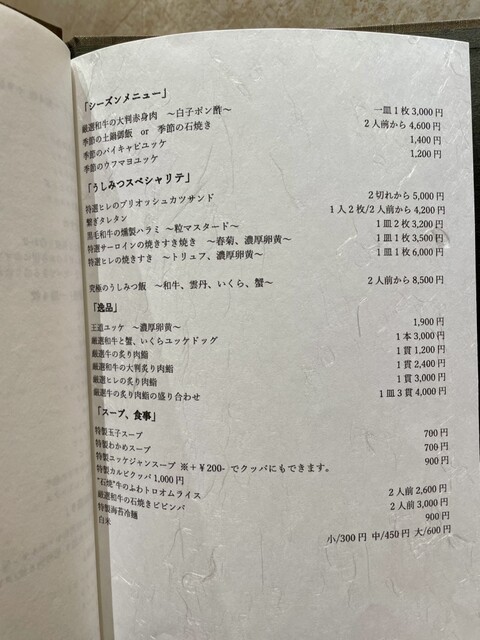 「シーズンメニュー」
厳選和牛の大判赤身肉　～白子ポン酢～　一皿1枚3,000円
季節の土鍋御飯　or　季節の石焼き　2人前から4,600円
季節のパイキャビユッケ　1,400円
季節のウフマヨユッケ　1,200円
「うしみつスペシャリテ」
特選ヒレのブリオッシュカツサンド　2切れから5,000円
繋ぎタレタン　1人2枚/2人前から4,200円
黒毛和牛の燻製ハラミ　～粒マスタード～　1皿2枚3,200円
特選サーロインの焼きすき焼き　～春菊、濃厚卵黄～　1皿1枚3,500円
特選ヒレの焼きすき　～トリュフ、濃厚卵黄～　1皿1枚6,000円
究極のうしみつ飯　～和牛、雲丹、いくら、蟹～　2人前から8,500円
「逸品」
王道ユッケ　～濃厚卵黄～　1,900円
厳選和牛と蟹、いくらユッケドッグ　1本3,000円
厳選牛の炙り肉鮨　1貫1,200円
厳選和牛の大判炙り肉鮨　1貫2,400円
厳選ヒレの炙り肉鮨　1貫3,000円
厳選牛の炙り肉鮨の盛り合わせ　1皿3貫4,000円
「スープ、食事」
特製玉子スープ　700円
特製わかめスープ　700円
特製ユッケジャンスープ　※＋￥200-　でクッパにもできます。　900円
特製カルビクッパ 1,000円
"石焼"牛のふわトロオムライス　2人前2,600円
厳選和牛の石焼きビビンバ　2人前3,000円
特製海苔冷麺　900円
白米　小/300円 中/450円 大/600円